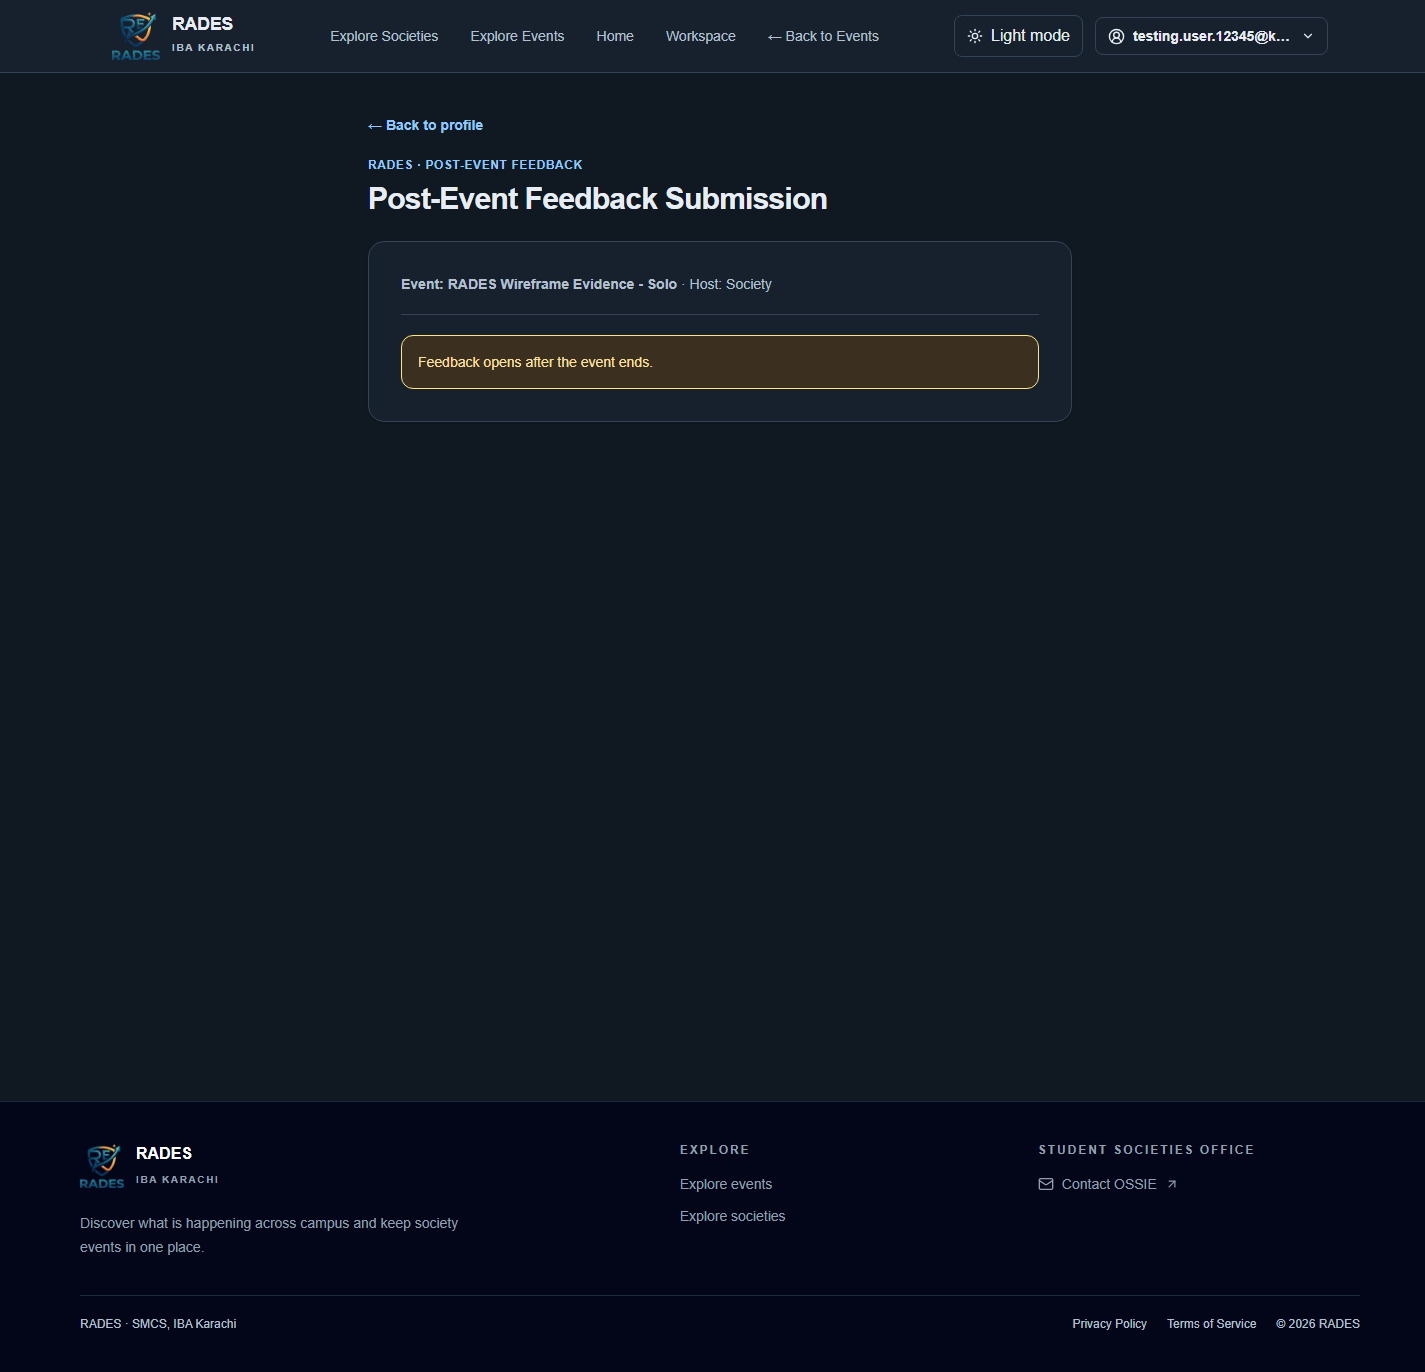 RADES
RADES
IBA KARACHI
Explore Societies
Explore Events
Home
Workspace
← Back to Events
Light mode
testing.user.12345@k...
← Back to profile
RADES · POST-EVENT FEEDBACK
Post-Event Feedback Submission
Event: RADES Wireframe Evidence - Solo · Host: Society
Feedback opens after the event ends.
RADES
RADES
IBA KARACHI
Discover what is happening across campus and keep society
events in one place.
EXPLORE
Explore events
Explore societies
STUDENT SOCIETIES OFFICE
Contact OSSIE ↗
RADES · SMCS, IBA Karachi
Privacy Policy
Terms of Service
© 2026 RADES